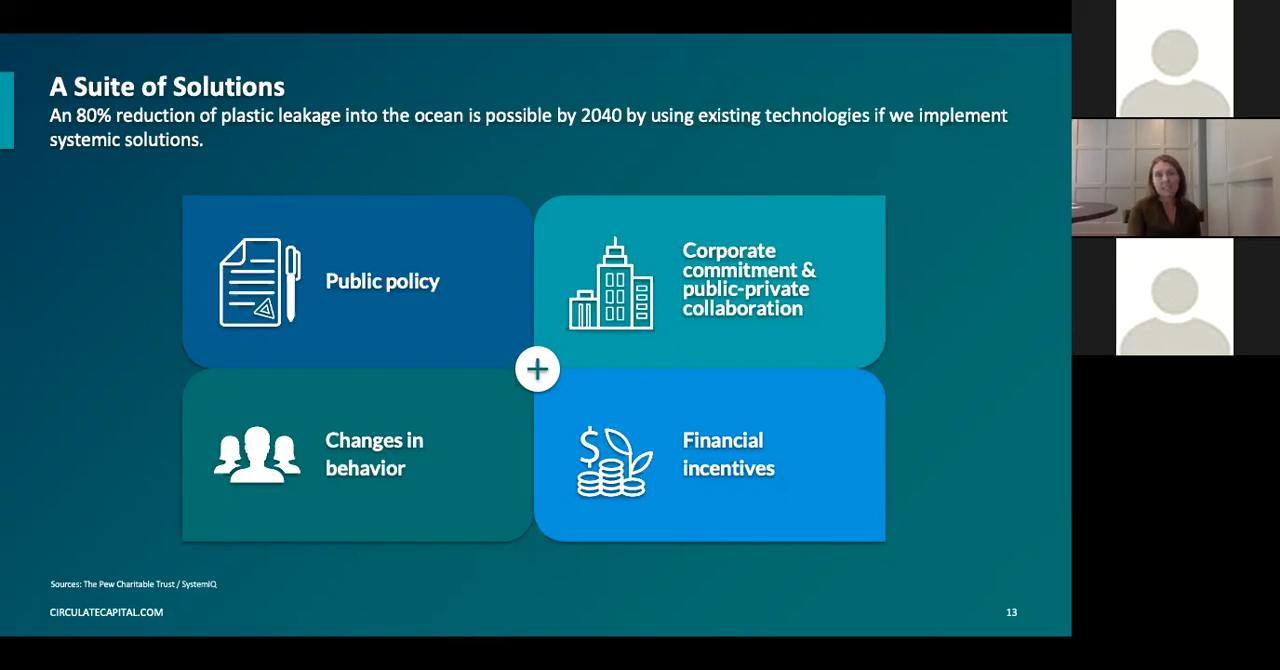 A Suite of Solutions
An 80% reduction of plastic leakage into the ocean is possible by 2040 by using existing technologies if we implement
systemic solutions.
Public policy
Corporate
commitment &
public-private
collaboration
Changes in
behavior
$
Financial
incentives
Sources: The Pew Charitable Trust / SystemIQ
CIRCULATECAPITAL.COM
13